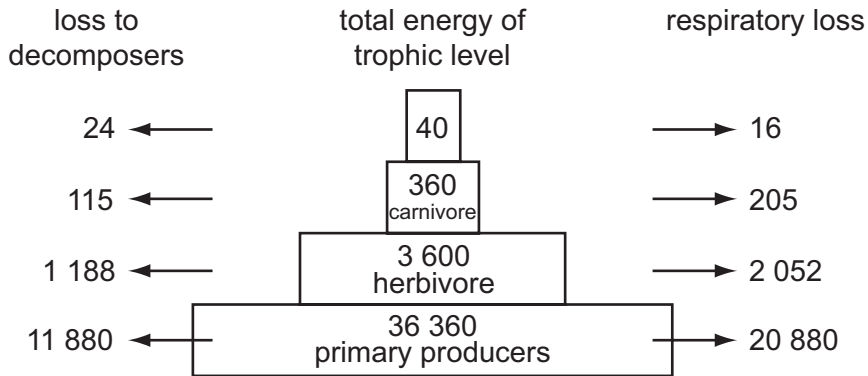 loss to
decomposers
total energy of
trophic level
respiratory loss
24
40
16
115
360
carnivore
205
1 188
3 600
herbivore
2 052
11 880
36 360
primary producers
20 880